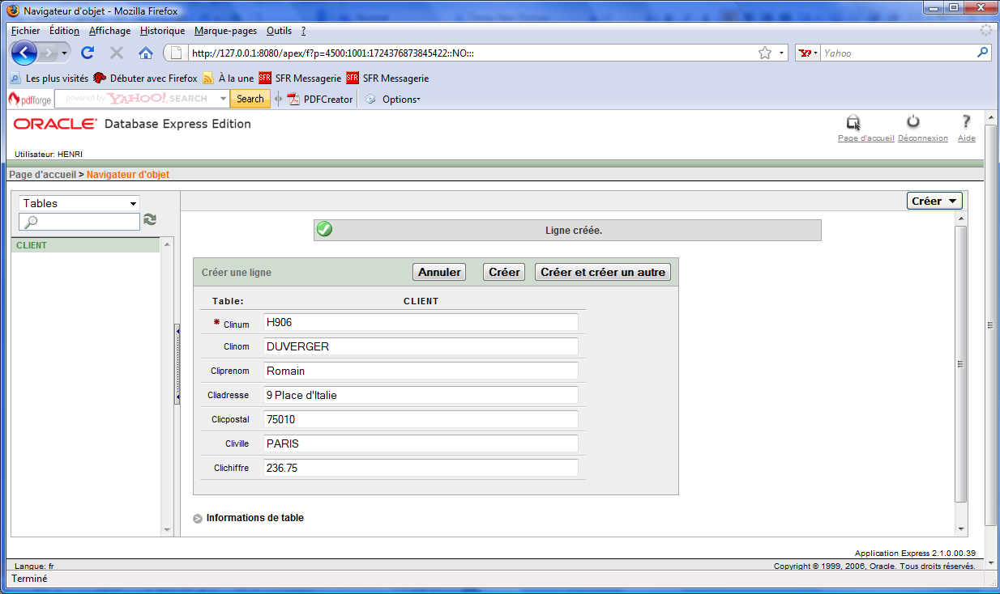 Navigateur d'objet - Mozilla Firefox
Fichier Édition Affichage Historique Marque-pages Outils ?
http://127.0.0.1:8080/apex/f?p=4500:1001:1724376873845422::NO:::
Yahoo
Les plus visités Débuter avec Firefox À la une SFR SFR Messagerie SFR SFR Messagerie
pdfforge powered by YAHOO! SEARCH Search PDFCreator Options
ORACLE Database Express Edition
Page d'accueil Déconnexion Aide
Utilisateur: HENRI
Page d'accueil > Navigateur d'objet
Tables
Créer
CLIENT
Ligne créée.
Créer une ligne Annuler Créer Créer et créer un autre
Table: CLIENT
* Clinum H906
Clinom DUVERGER
Cliprenom Romain
Cliadresse 9 Place d'Italie
Clicpostal 75010
Cliville PARIS
Clichiffre 236.75
Informations de table
Application Express 2.1.0.00.39
Langue: fr Copyright © 1999, 2006, Oracle. Tous droits réservés.
Terminé